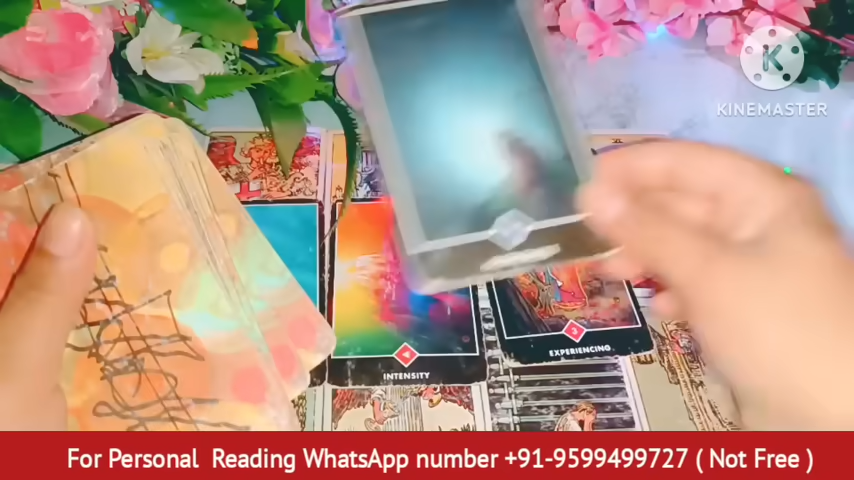 KINEMASTER
INTENSITY
EXPERIENCING
For Personal Reading WhatsApp number +91-9599499727 ( Not Free )